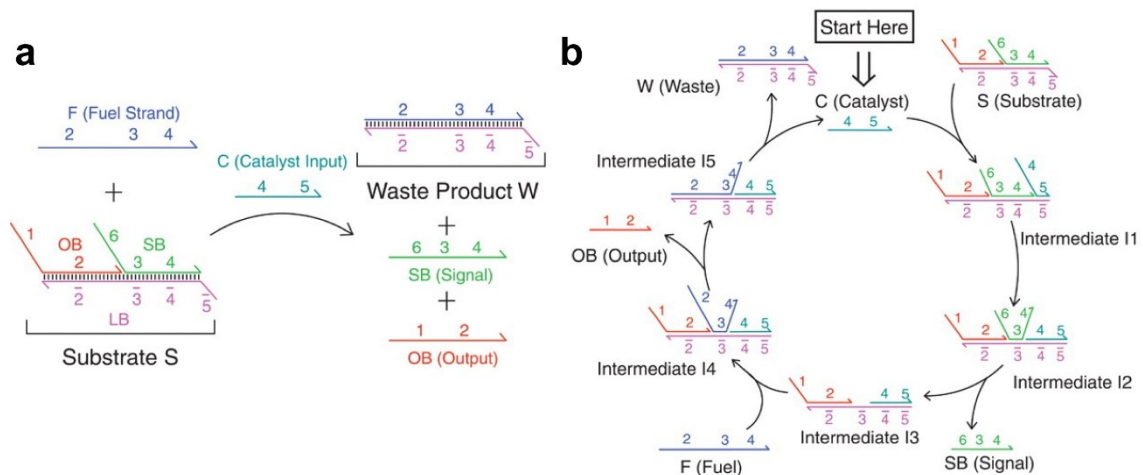 a
F (Fuel Strand)
2 3 4
+
1 6
OB SB
2 3 4
2̅ 3̅ 4̅ 5̅
LB
Substrate S
C (Catalyst Input)
4 5
2 3 4
2̅ 3̅ 4̅ 5̅
Waste Product W
+
6 3 4
SB (Signal)
+
1 2
OB (Output)
b
Start Here
C (Catalyst)
4 5
1 6
2 3 4
2̅ 3̅ 4̅ 5̅
S (Substrate)
1 6 4
2 3 4 5
2̅ 3̅ 4̅ 5̅
Intermediate I1
1 6 4
2 3 4 5
2̅ 3̅ 4̅ 5̅
Intermediate I2
6 3 4
SB (Signal)
1
2 4 5
2̅ 3̅ 4̅ 5̅
Intermediate I3
2 3 4
F (Fuel)
1 2 4
2 3 4 5
2̅ 3̅ 4̅ 5̅
Intermediate I4
1 2
OB (Output)
Intermediate I5
4
2 3 4 5
2̅ 3̅ 4̅ 5̅
2 3 4
2̅ 3̅ 4̅ 5̅
W (Waste)